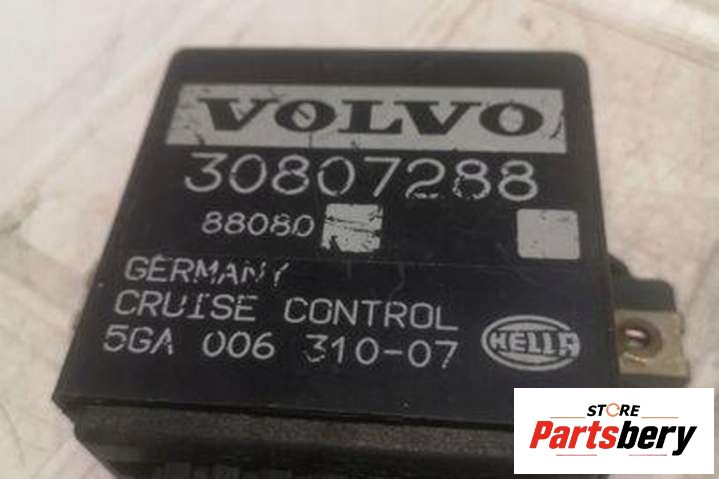 VOLVO
30807288
88080
GERMANY
CRUISE CONTROL
5GA 006 310-07
HELLA
STORE
Partsbery